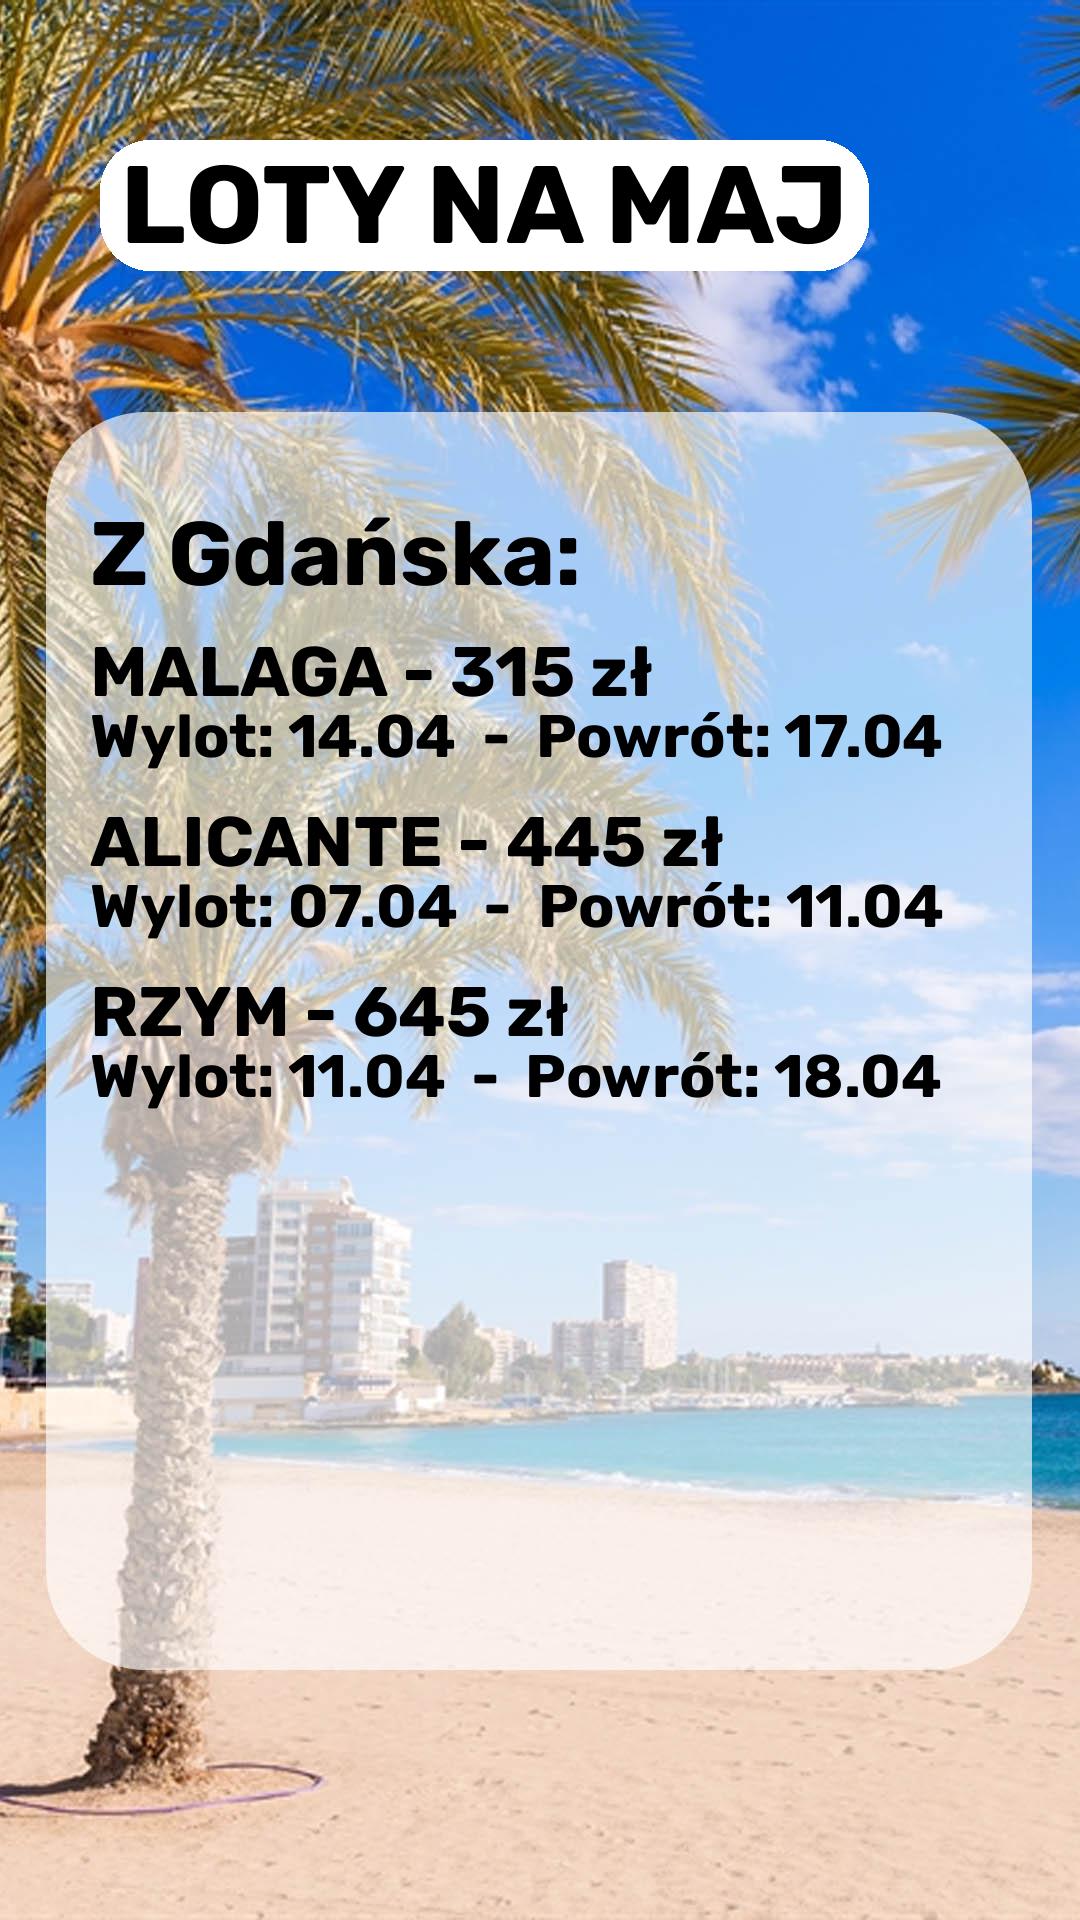 LOTY NA MAJ
Z Gdańska:
MALAGA - 315 zł
Wylot: 14.04 - Powrót: 17.04
ALICANTE - 445 zł
Wylot: 07.04 - Powrót: 11.04
RZYM - 645 zł
Wylot: 11.04 - Powrót: 18.04